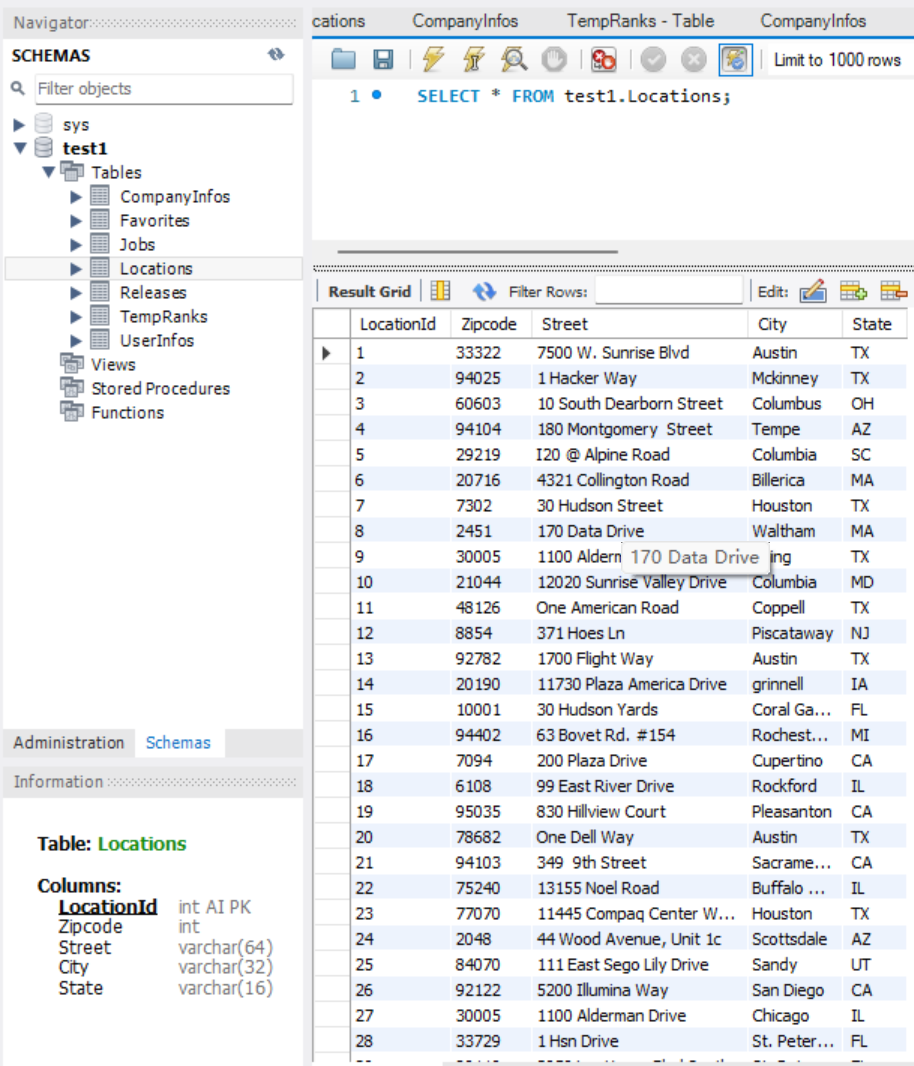 Navigator
SCHEMAS
Filter objects
sys
test1
Tables
CompanyInfos
Favorites
Jobs
Locations
Releases
TempRanks
UserInfos
Views
Stored Procedures
Functions
Administration Schemas
Information
Table: Locations
Columns:
LocationId int AI PK
Zipcode int
Street varchar(64)
City varchar(32)
State varchar(16)
cations CompanyInfos TempRanks - Table CompanyInfos
Limit to 1000 rows
1 SELECT * FROM test1.Locations;
Result Grid Filter Rows: Edit:
LocationId Zipcode Street City State
1 33322 7500 W. Sunrise Blvd Austin TX
2 94025 1 Hacker Way Mckinney TX
3 60603 10 South Dearborn Street Columbus OH
4 94104 180 Montgomery  Street Tempe AZ
5 29219 I20 @ Alpine Road Columbia SC
6 20716 4321 Collington Road Billerica MA
7 7302 30 Hudson Street Houston TX
8 2451 170 Data Drive Waltham MA
9 30005 1100 Alderm 170 Data Drive ing TX
10 21044 12020 Sunrise Valley Drive Columbia MD
11 48126 One American Road Coppell TX
12 8854 371 Hoes Ln Piscataway NJ
13 92782 1700 Flight Way Austin TX
14 20190 11730 Plaza America Drive grinnell IA
15 10001 30 Hudson Yards Coral Ga... FL
16 94402 63 Bovet Rd. #154 Rochest... MI
17 7094 200 Plaza Drive Cupertino CA
18 6108 99 East River Drive Rockford IL
19 95035 830 Hillview Court Pleasanton CA
20 78682 One Dell Way Austin TX
21 94103 349  9th Street Sacrame... CA
22 75240 13155 Noel Road Buffalo ... IL
23 77070 11445 Compaq Center W... Houston TX
24 2048 44 Wood Avenue, Unit 1c Scottsdale AZ
25 84070 111 East Sego Lily Drive Sandy UT
26 92122 5200 Illumina Way San Diego CA
27 30005 1100 Alderman Drive Chicago IL
28 33729 1 Hsn Drive St. Peter... FL